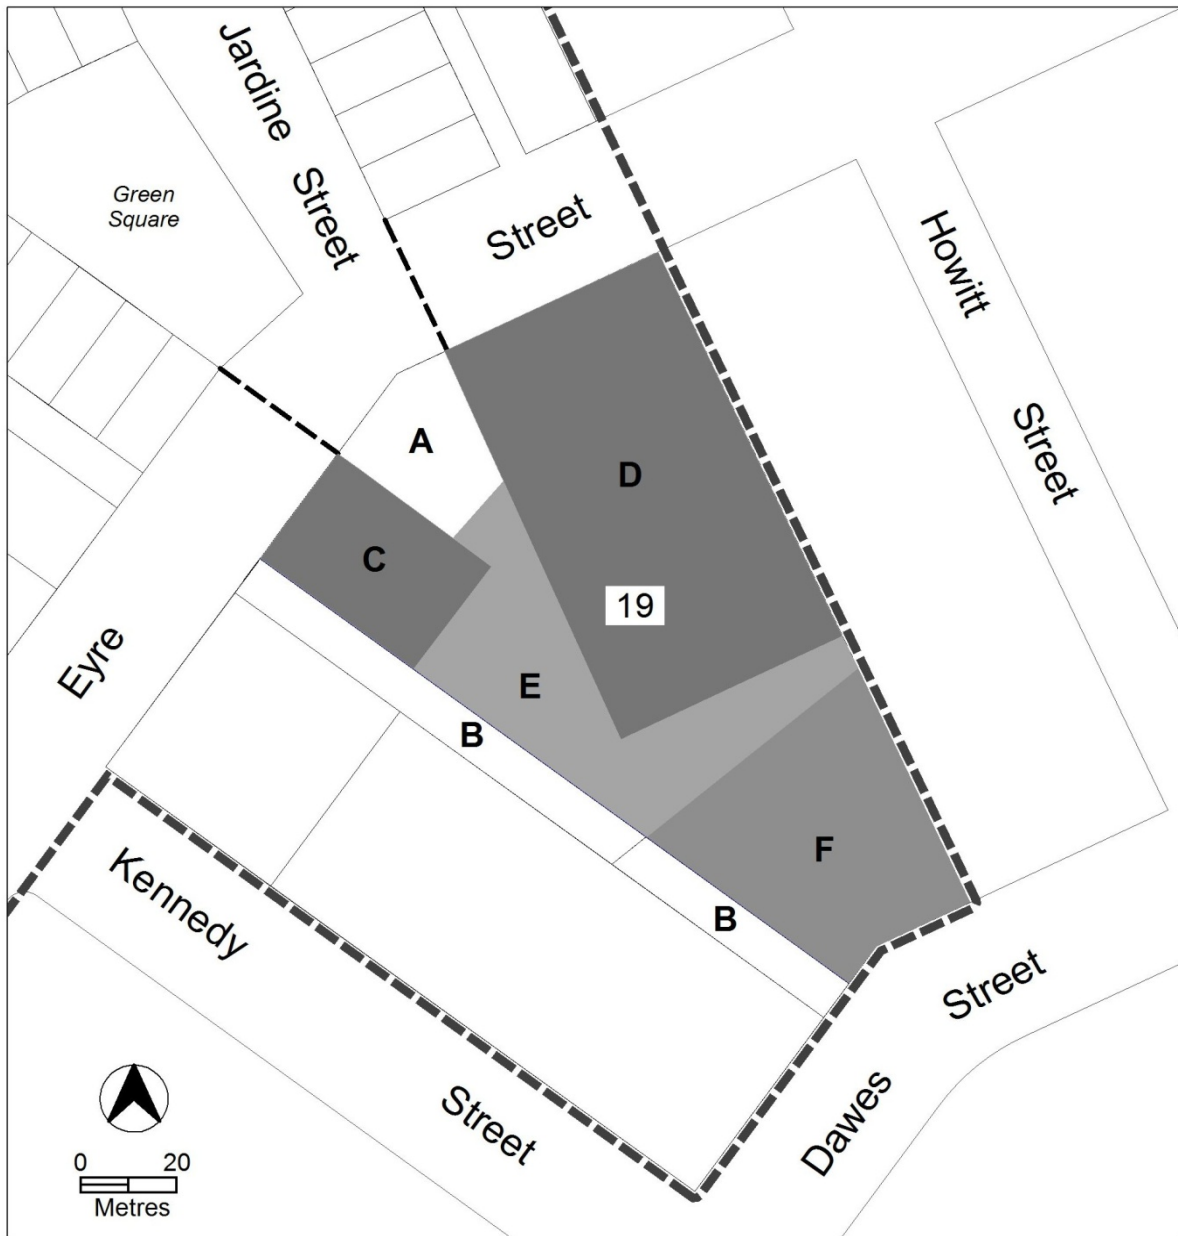 Jardine Street
Green
Square
Street
Howitt
Street
A
D
C
19
E
B
Eyre
F
Kennedy
B
Street
Street
Dawes
0 20
Metres